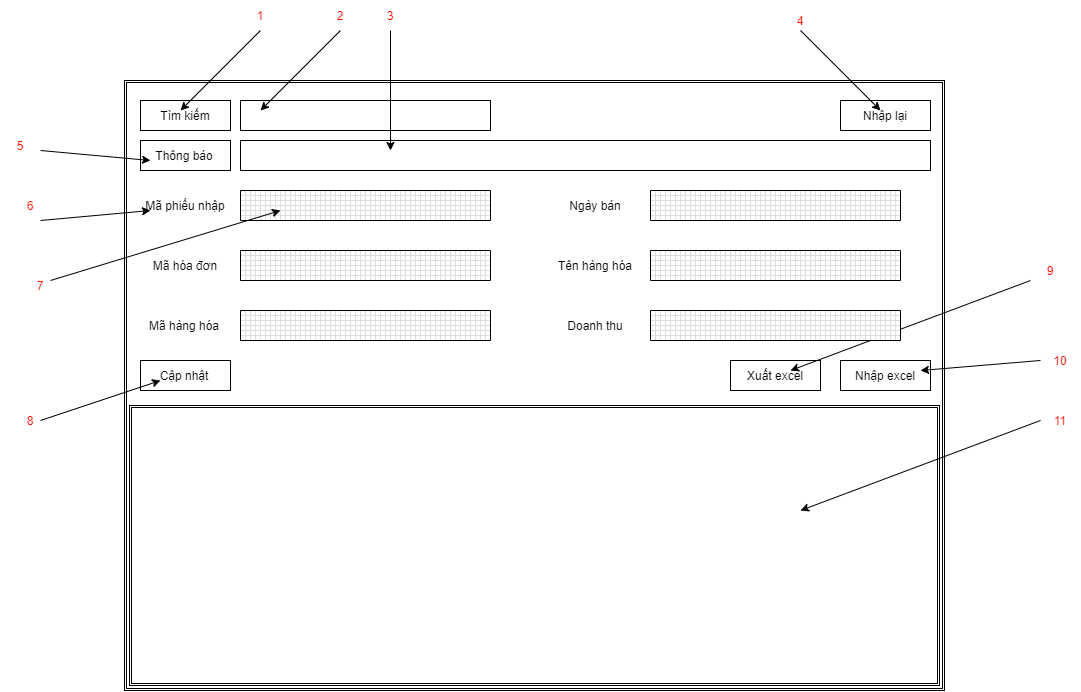 1
2
3
4
Tìm kiếm
Nhập lại
5
Thông báo
6
Mã phiếu nhập
Ngày bán
7
Mã hóa đơn
Tên hàng hóa
9
Mã hàng hóa
Doanh thu
Cập nhật
Xuất excel
Nhập excel
10
8
11